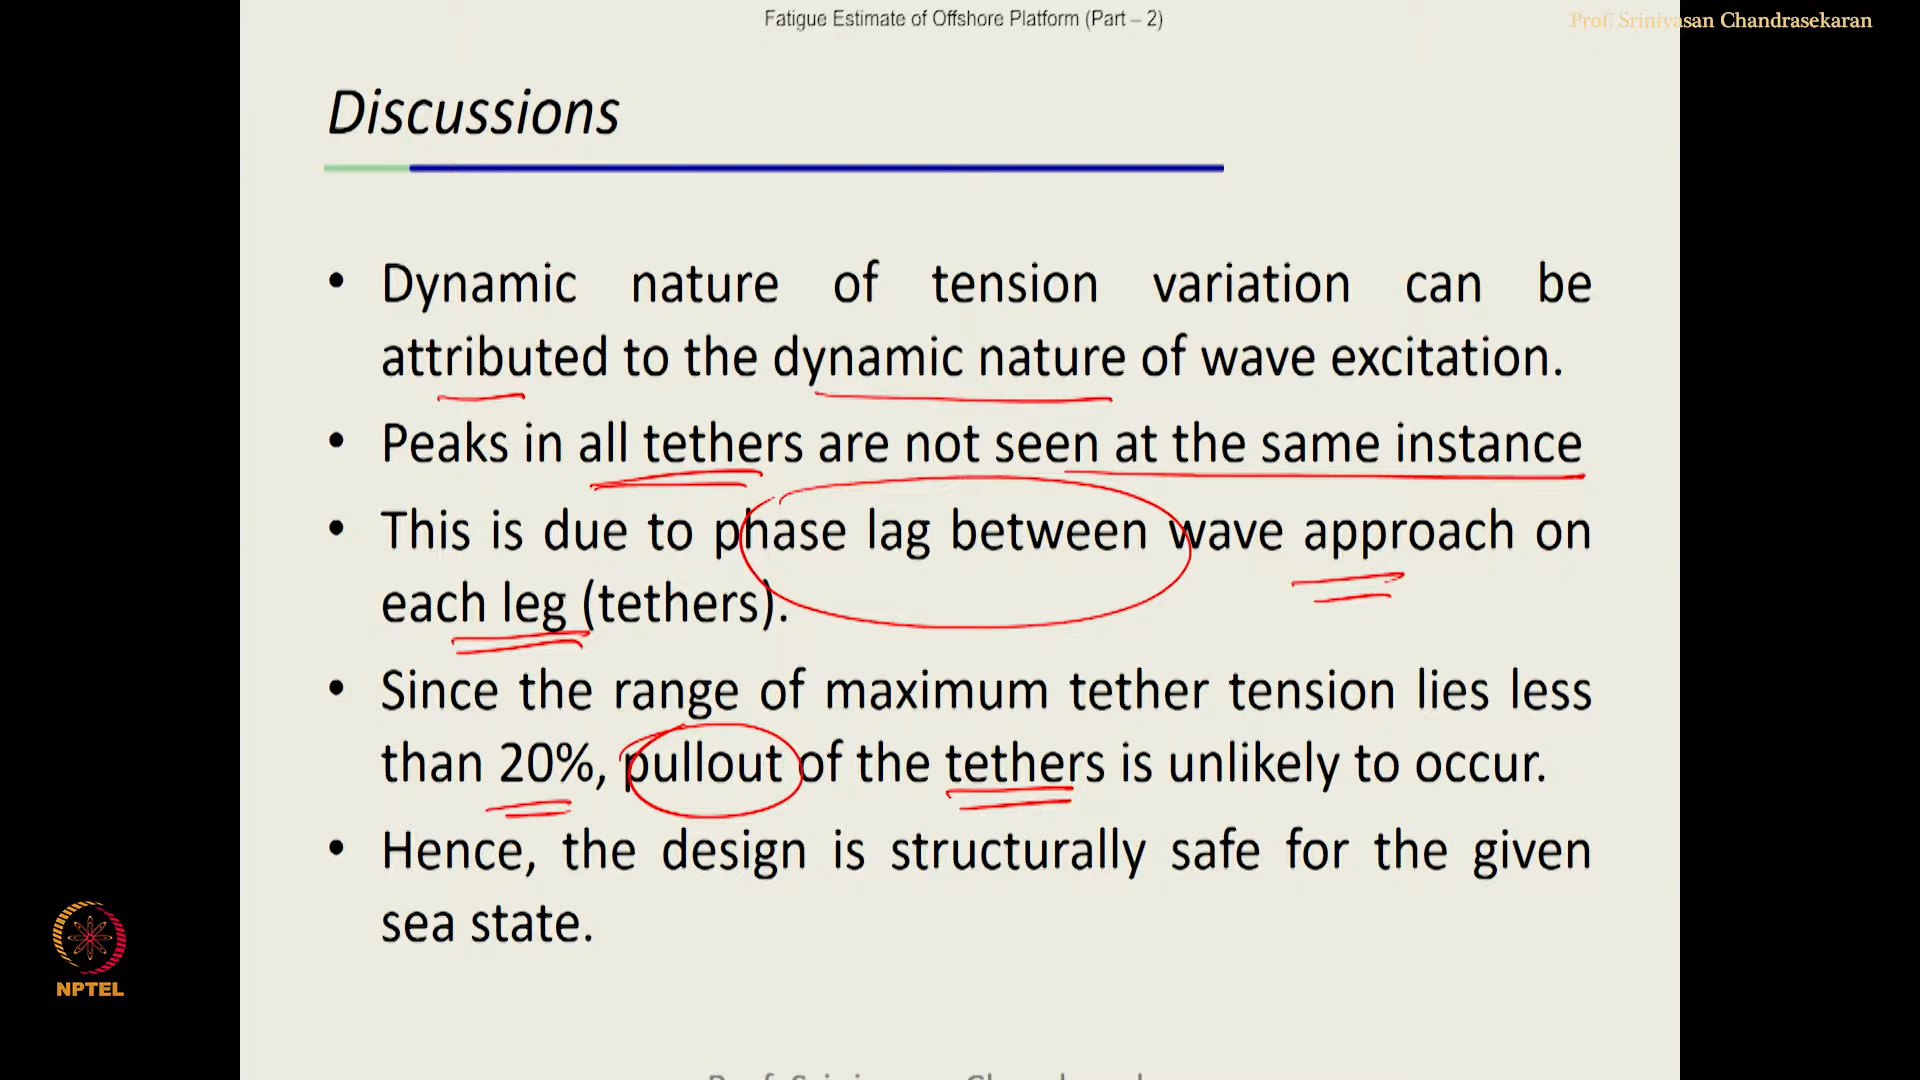 Fatigue Estimate of Offshore Platform (Part – 2)
Prof. Srinivasan Chandrasekaran
Discussions
• Dynamic nature of tension variation can be
attributed to the dynamic nature of wave excitation.
• Peaks in all tethers are not seen at the same instance
• This is due to phase lag between wave approach on
each leg (tethers).
• Since the range of maximum tether tension lies less
than 20%, pullout of the tethers is unlikely to occur.
• Hence, the design is structurally safe for the given
sea state.
NPTEL